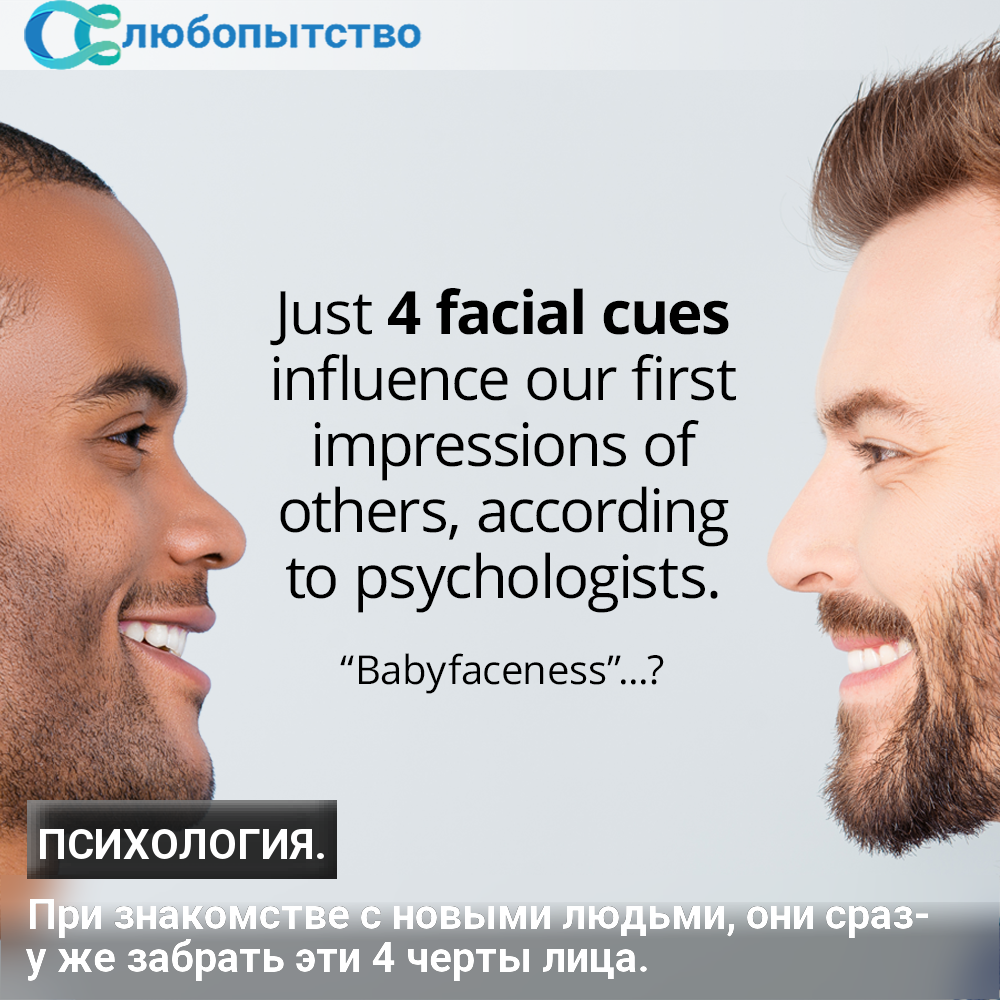 любопытство
Just 4 facial cues
influence our first
impressions of
others, according
to psychologists.
“Babyfaceness”...?
ПСИХОЛОГИЯ.
При знакомстве с новыми людьми, они сраз-
у же забрать эти 4 черты лица.